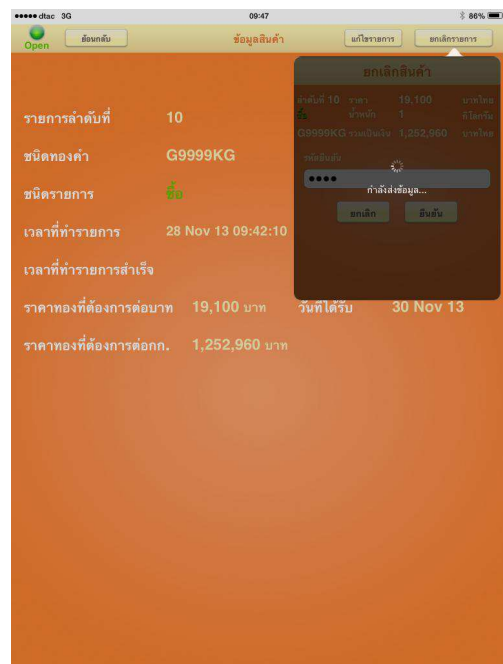 dtac 3G 09:47 86%
Open ย้อนกลับ ข้อมูลสินค้า แก้ไขรายการ ยกเลิกรายการ
ยกเลิกสินค้า
ลำดับที่ 10 ราคา 19,100 บาทไทย
ซื้อ น้ำหนัก 1 กิโลกรัม
G9999KG รวมเป็นเงิน 1,252,960 บาทไทย
รหัสยืนยัน
กำลังส่งข้อมูล...
ยกเลิก ยืนยัน
รายการลำดับที่ 10
ชนิดทองคำ G9999KG
ชนิดรายการ ซื้อ
เวลาที่ทำรายการ 28 Nov 13 09:42:10
เวลาที่ทำรายการสำเร็จ
ราคาทองที่ต้องการต่อบาท 19,100 บาท วันที่ได้รับ 30 Nov 13
ราคาทองที่ต้องการต่อกก. 1,252,960 บาท